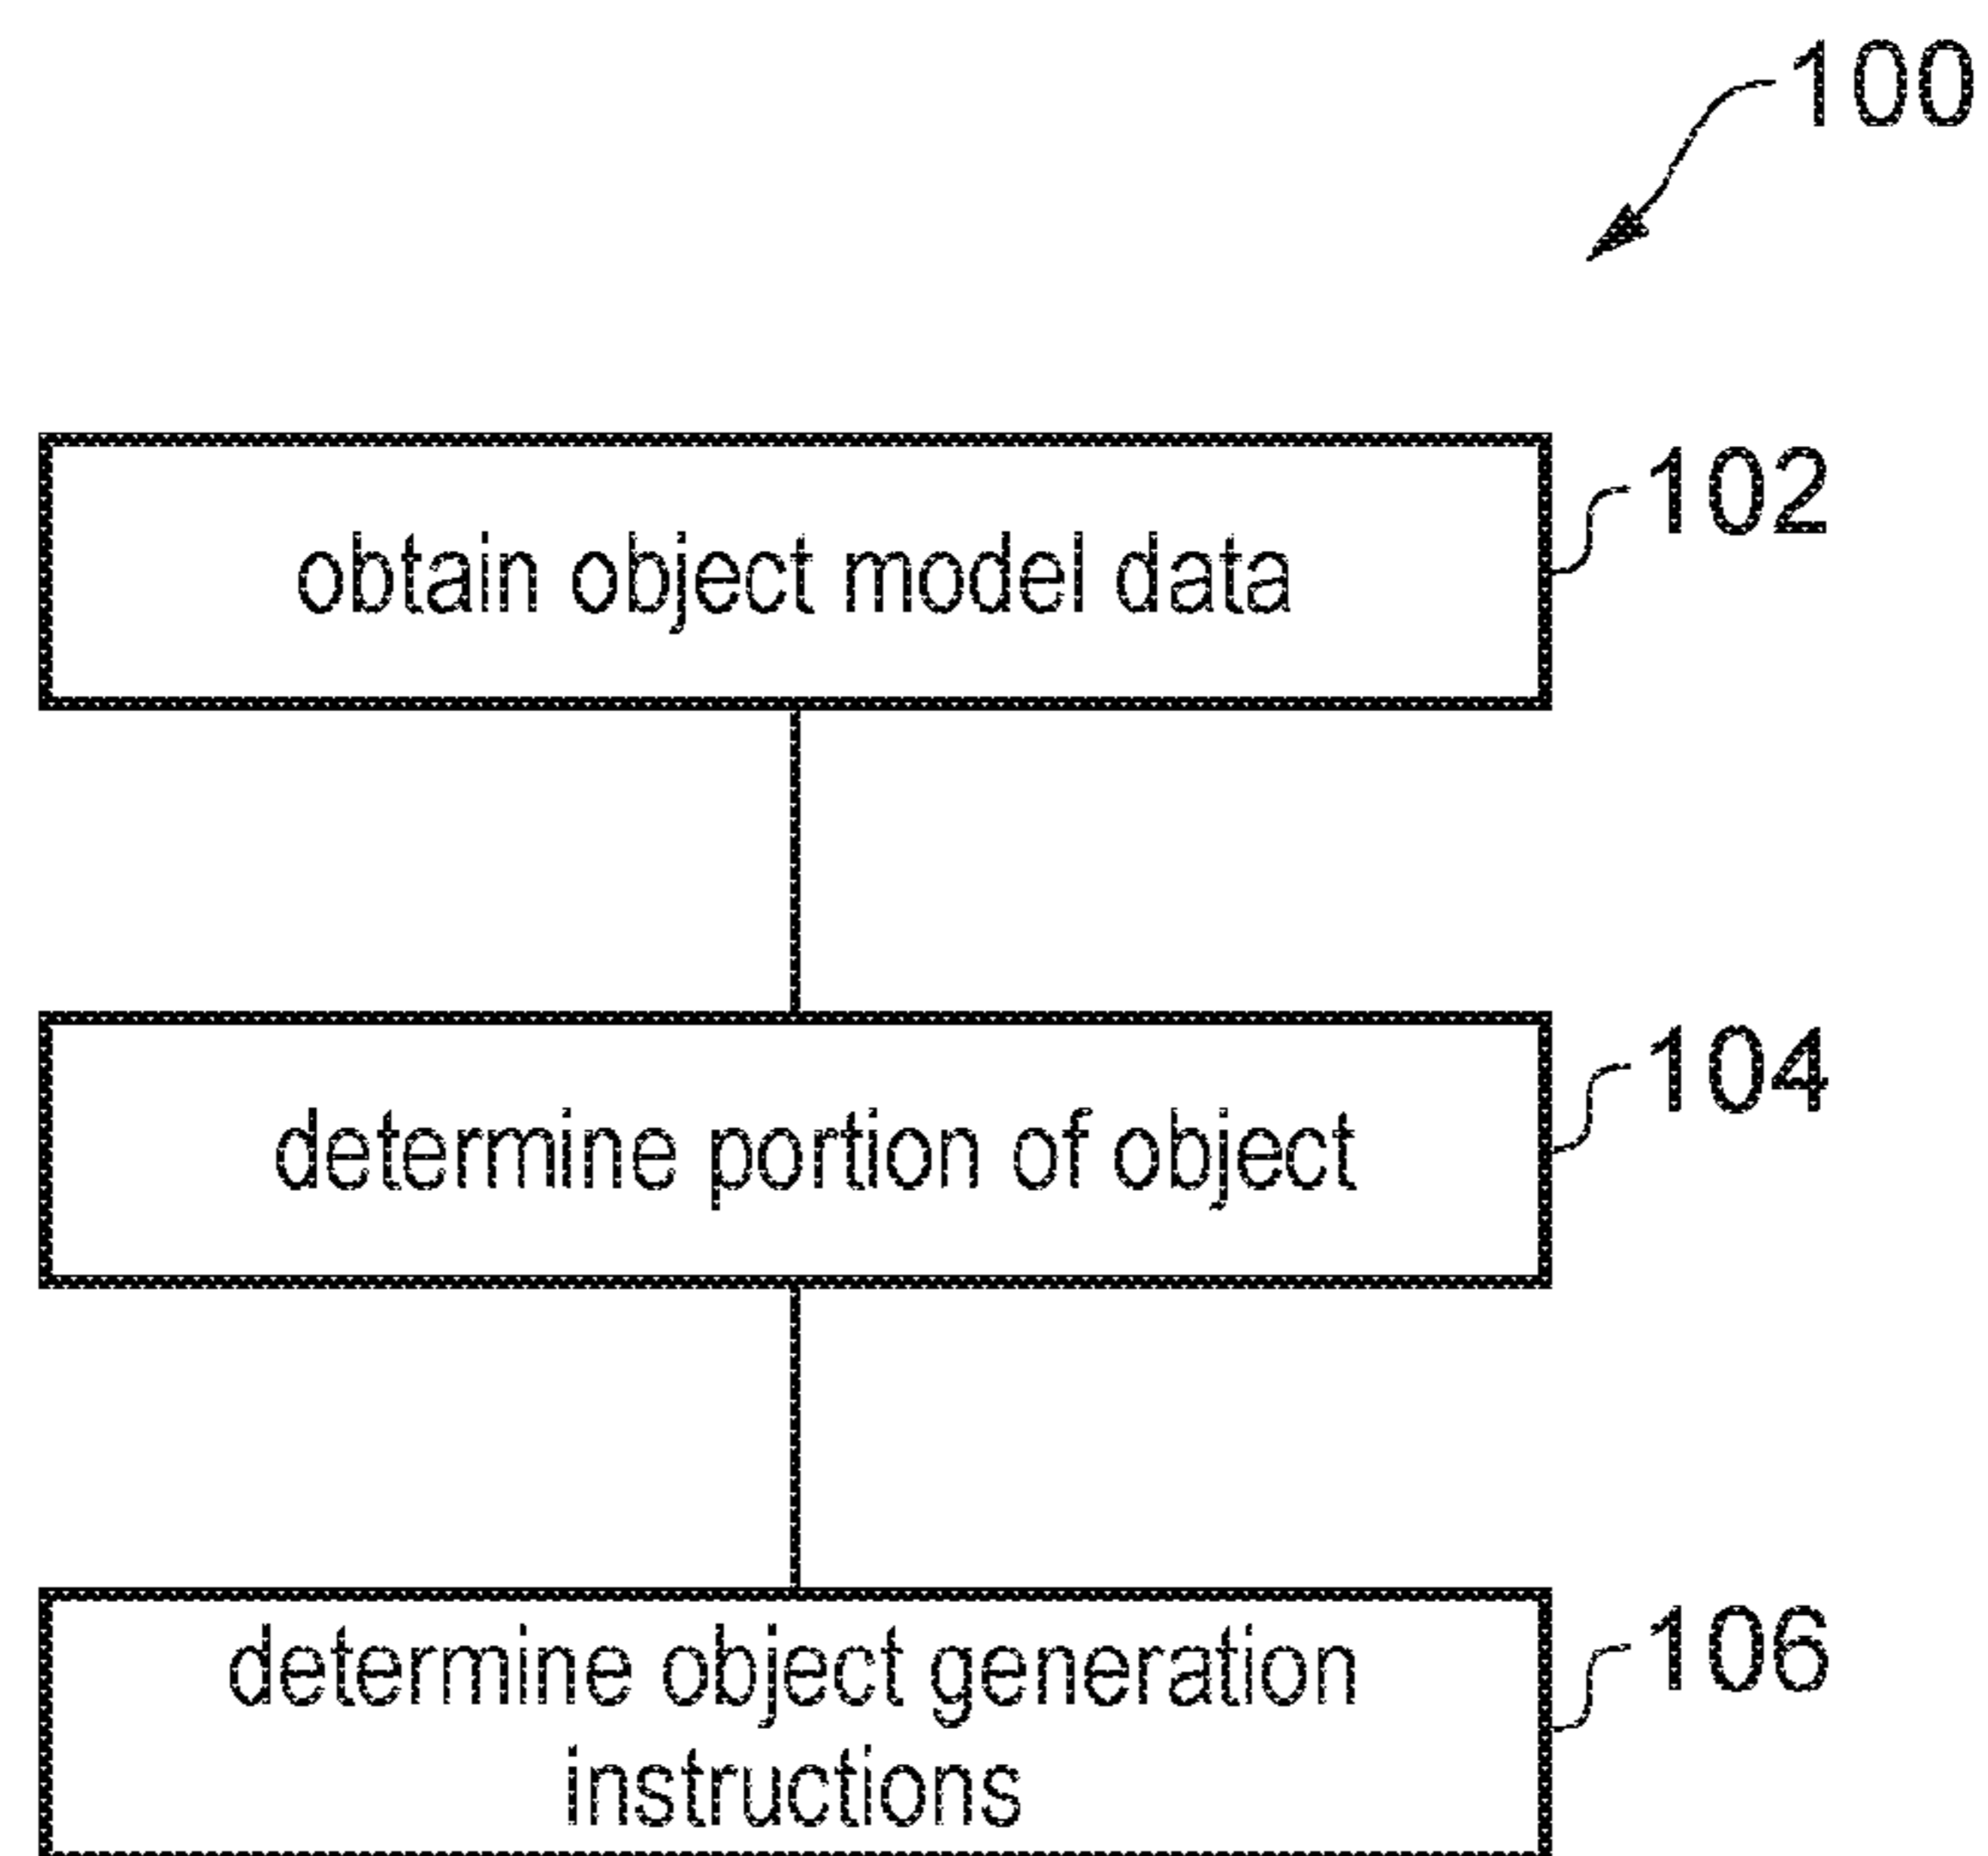 100
obtain object model data
102
determine portion of object
104
determine object generation
instructions
106